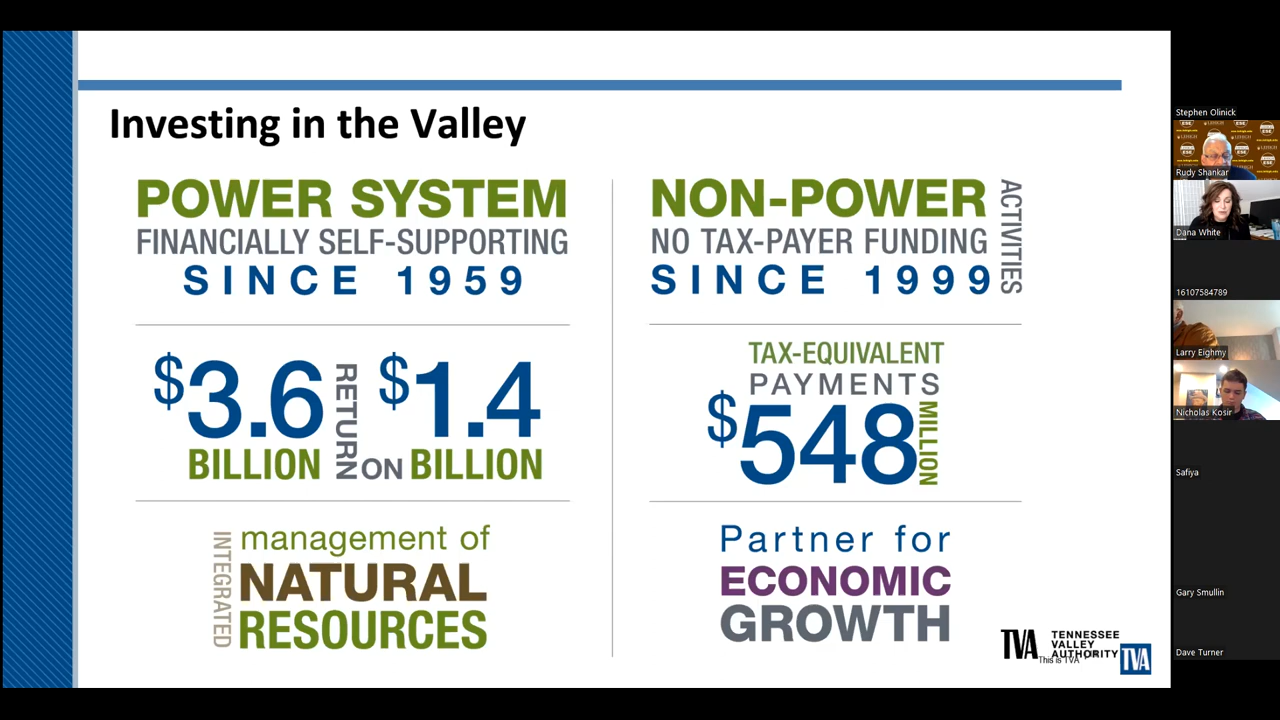 Investing in the Valley
POWER SYSTEM
FINANCIALLY SELF-SUPPORTING
SINCE 1959
$3.6
BILLION
RETURN
ON
$1.4
BILLION
INTEGRATED
management of
NATURAL
RESOURCES
NON-POWER
ACTIVITIES
NO TAX-PAYER FUNDING
SINCE 1999
TAX-EQUIVALENT
PAYMENTS
$548
MILLION
Partner for
ECONOMIC
GROWTH
TVA
TENNESSEE
VALLEY
AUTHORITY
This is TVA
TVA
Stephen Olinick
Rudy Shankar
Dana White
16107584789
Larry Eighmy
Nicholas Kosir
Safiya
Gary Smullin
Dave Turner